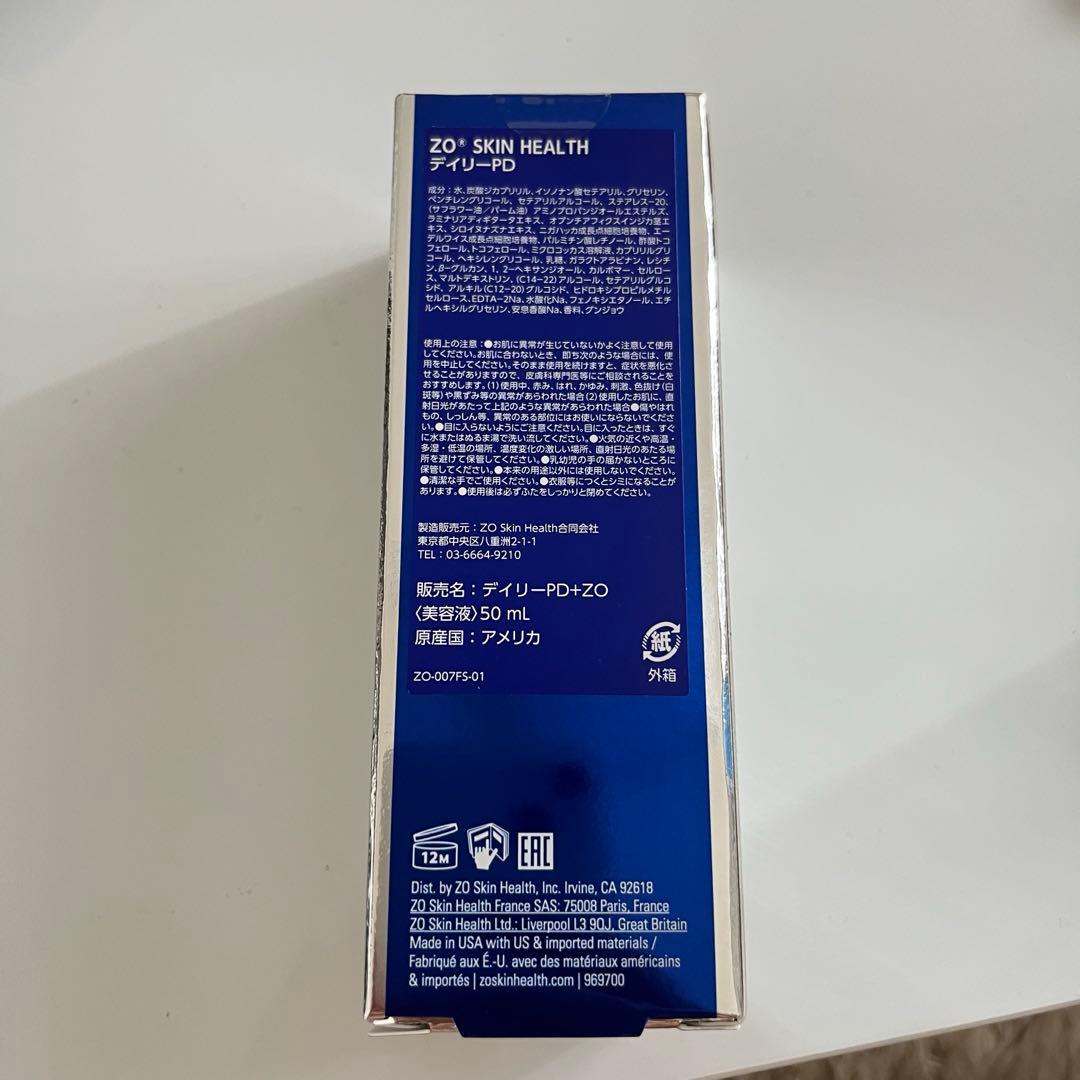 ZO® SKIN HEALTH
デイリーPD
成分：水、炭酸ジカプリリル、イソノナン酸セテアリル、グリセリン、
ペンチレングリコール、セテアリルアルコール、ステアレス-20、
(サフラワー油／パーム油) アミノプロパンジオールエステルズ、
ラミナリアディギタータエキス、オプンチアフィクスインジカ茎エ
キス、シロイヌナズナエキス、ニガハッカ成長点細胞培養物、エー
デルワイス成長点細胞培養物、パルミチン酸レチノール、酢酸トコ
フェロール、トコフェロール、ミクロコッカス溶解液、カプリリルグリ
コール、ヘキシレングリコール、乳糖、ガラクトアラビナン、レシチ
ン、β-グルカン、1、2-ヘキサンジオール、カルボマー、セルロー
ス、マルトデキストリン、(C14-22)アルコール、セテアリルグルコ
シド、アルキル(C12-20)グルコシド、ヒドロキシプロピルメチル
セルロース、EDTA-2Na、水酸化Na、フェノキシエタノール、エチ
ルヘキシルグリセリン、安息香酸Na、香料、グンジョウ
使用上の注意：●お肌に異常が生じていないかよく注意して使用
してください。お肌に合わないとき、即ち次のような場合には、使
用を中止してください。そのまま使用を続けますと、症状を悪化さ
せることがありますので、皮膚科専門医等にご相談されることを
おすすめします。(1)使用中、赤み、はれ、かゆみ、刺激、色抜け(白
斑等)や黒ずみ等の異常があらわれた場合(2)使用したお肌に、直
射日光があたって上記のような異常があらわれた場合●傷やはれ
もの、しっしん等、異常のある部位にはお使いにならないでくださ
い。●目に入らないようにご注意ください。目に入ったときは、すぐ
に水またはぬるま湯で洗い流してください。●火気の近くや高温・
多湿・低温の場所、温度変化の激しい場所、直射日光のあたる場
所を避けて保管してください。●乳幼児の手の届かないところに
保管してください。●本来の用途以外には使用しないでください。
●清潔な手でご使用ください。●衣服等につくとシミになることが
あります。●使用後は必ずふたをしっかりと閉めてください。
製造販売元：ZO Skin Health合同会社
東京都中央区八重洲2-1-1
TEL：03-6664-9210
販売名：デイリーPD+ZO
〈美容液〉50 mL
原産国：アメリカ
紙
ZO-007FS-01
外箱
12M
EAC
Dist. by ZO Skin Health, Inc. Irvine, CA 92618
ZO Skin Health France SAS: 75008 Paris, France
ZO Skin Health Ltd.: Liverpool L3 9QJ, Great Britain
Made in USA with US & imported materials /
Fabriqué aux É.-U. avec des matériaux américains
& importés | zoskinhealth.com | 969700